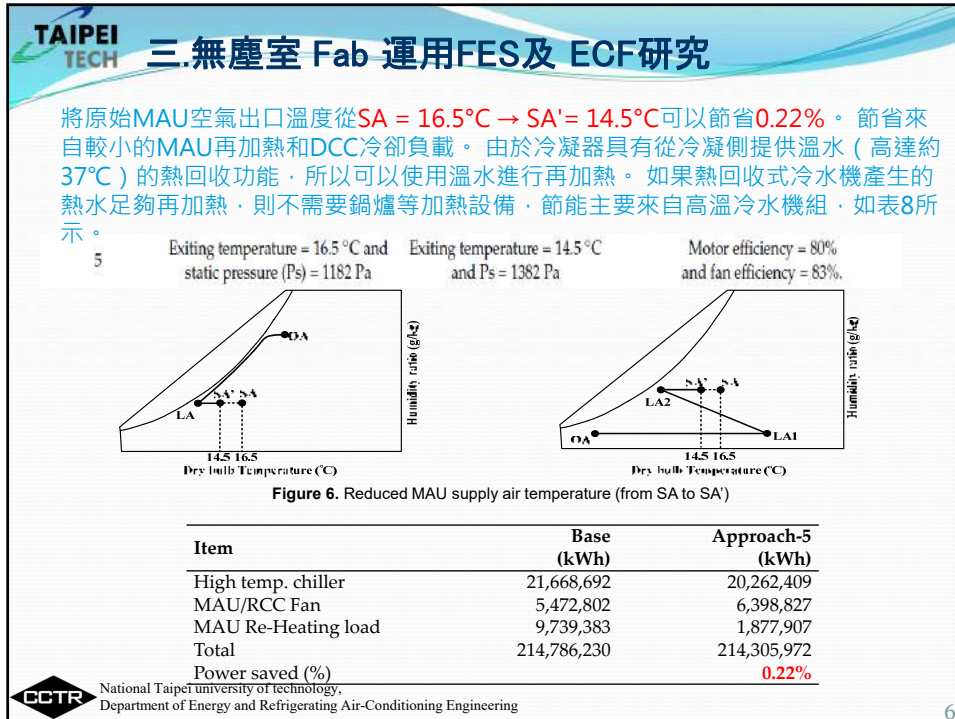 TAIPEI
TECH
三.無塵室 Fab 運用FES及 ECF研究
將原始MAU空氣出口溫度從SA = 16.5°C → SA'= 14.5°C可以節省0.22%。 節省來
自較小的MAU再加熱和DCC冷卻負載。 由於冷凝器具有從冷凝側提供溫水（高達約
37℃）的熱回收功能，所以可以使用溫水進行再加熱。 如果熱回收式冷水機產生的
熱水足夠再加熱，則不需要鍋爐等加熱設備，節能主要來自高溫冷水機組，如表8所
示。
5 Exiting temperature = 16.5 °C and Exiting temperature = 14.5 °C Motor efficiency = 80%
static pressure (Ps) = 1182 Pa and Ps = 1382 Pa and fan efficiency = 83%.
OA
SA' SA
LA
14.5 16.5
Dry bulb Temperature (°C)
Humidity ratio (g/kg)
SA' SA
LA2
OA LA1
14.5 16.5
Dry bulb Temperature (°C)
Humidity ratio (g/kg)
Figure 6. Reduced MAU supply air temperature (from SA to SA')
Item Base (kWh) Approach-5 (kWh)
High temp. chiller 21,668,692 20,262,409
MAU/RCC Fan 5,472,802 6,398,827
MAU Re-Heating load 9,739,383 1,877,907
Total 214,786,230 214,305,972
Power saved (%) 0.22%
CCTR
National Taipei university of technology,
Department of Energy and Refrigerating Air-Conditioning Engineering
6